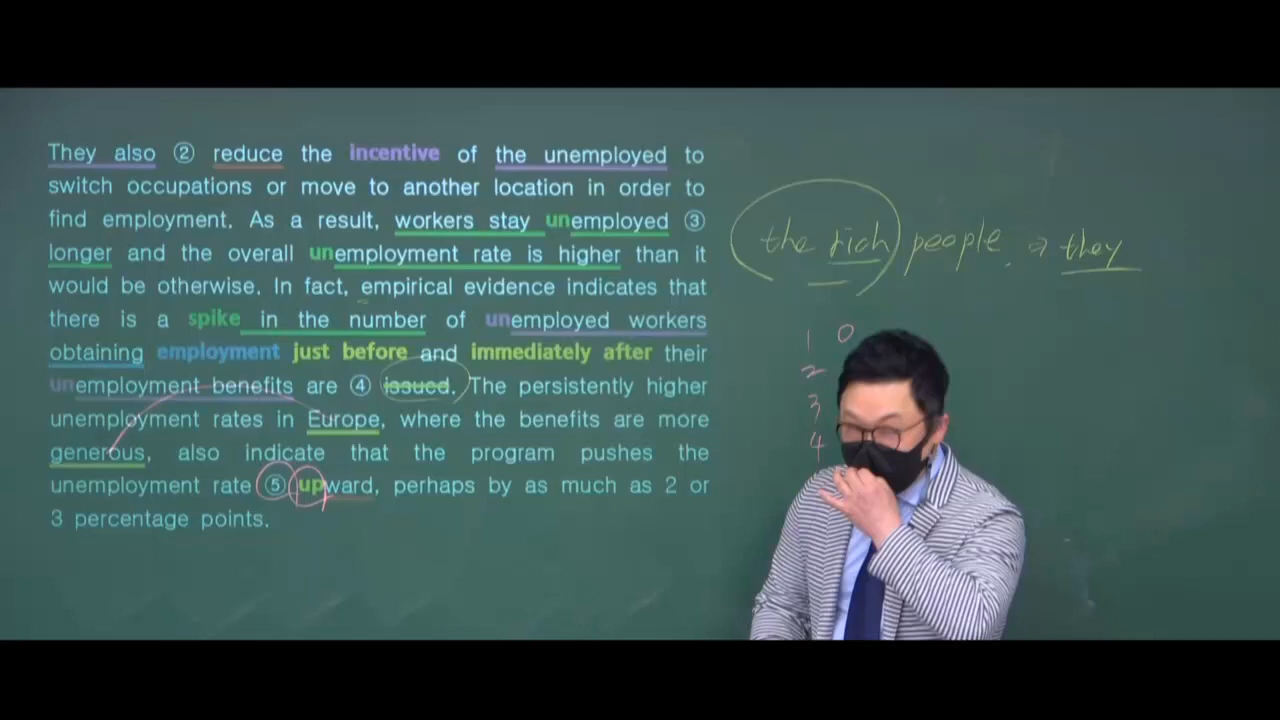 They also ② reduce the incentive of the unemployed to
switch occupations or move to another location in order to
find employment. As a result, workers stay unemployed ③
longer and the overall unemployment rate is higher than it
would be otherwise. In fact, empirical evidence indicates that
there is a spike in the number of unemployed workers
obtaining employment just before and immediately after their
unemployment benefits are ④ issued. The persistently higher
unemployment rates in Europe, where the benefits are more
generous, also indicate that the program pushes the
unemployment rate ⑤ upward, perhaps by as much as 2 or
3 percentage points.
the rich people → they
1 0
2
3
4